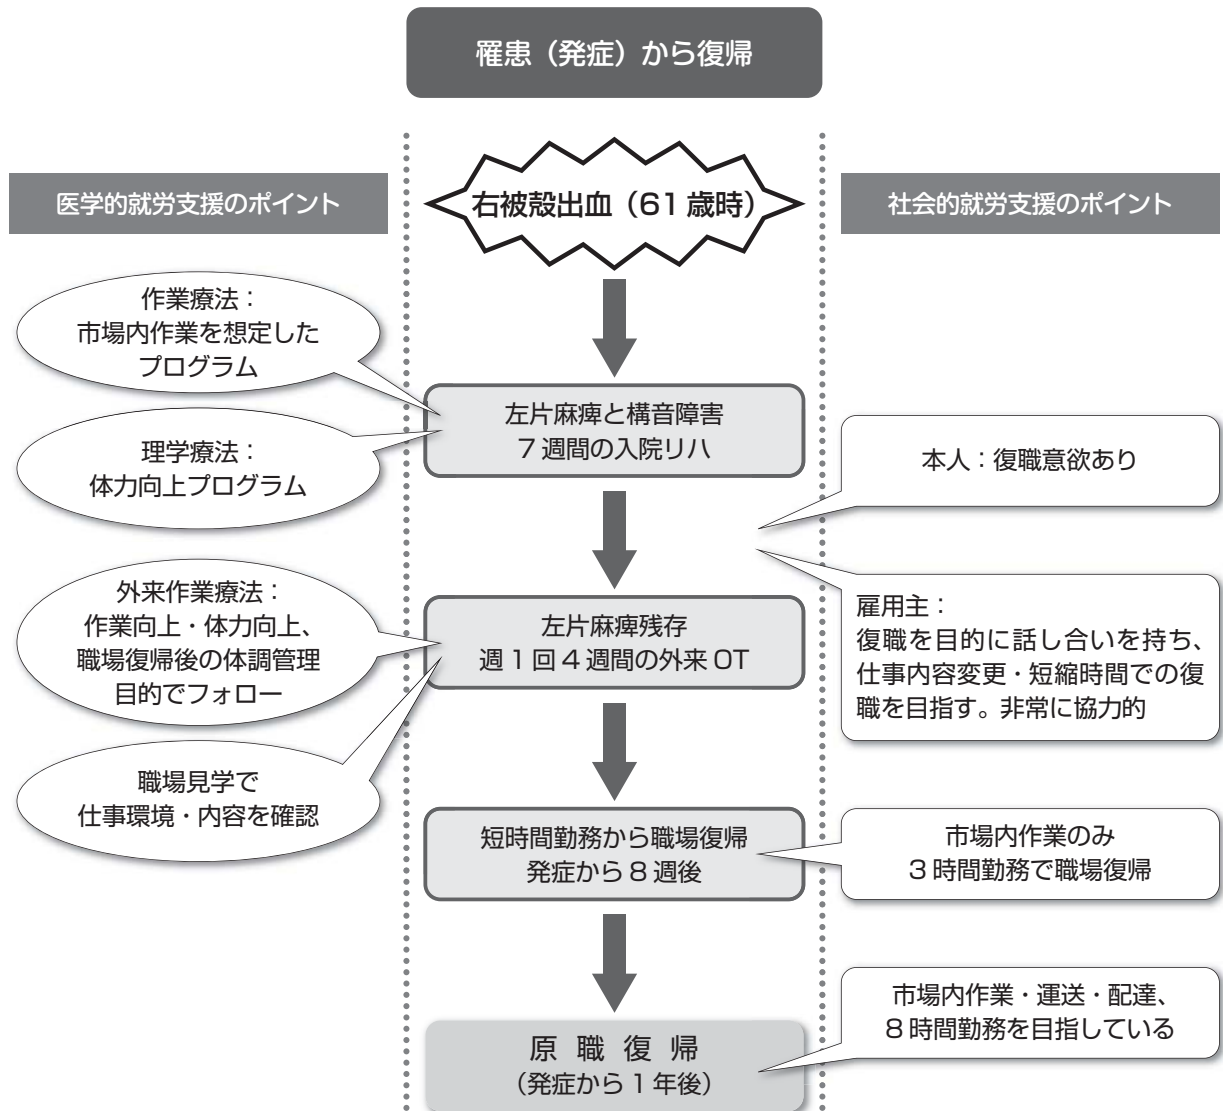 罹患（発症）から復帰
医学的就労支援のポイント
右被殻出血（61歳時）
社会的就労支援のポイント
作業療法：
市場内作業を想定した
プログラム
理学療法：
体力向上プログラム
左片麻痺と構音障害
7週間の入院リハ
本人：復職意欲あり
雇用主：
復職を目的に話し合いを持ち、
仕事内容変更・短縮時間での復
職を目指す。非常に協力的
外来作業療法：
作業向上・体力向上、
職場復帰後の体調管理
目的でフォロー
職場見学で
仕事環境・内容を確認
左片麻痺残存
週1回4週間の外来OT
短時間勤務から職場復帰
発症から8週後
市場内作業のみ
3時間勤務で職場復帰
市場内作業・運送・配達、
8時間勤務を目指している
原職復帰
（発症から1年後）